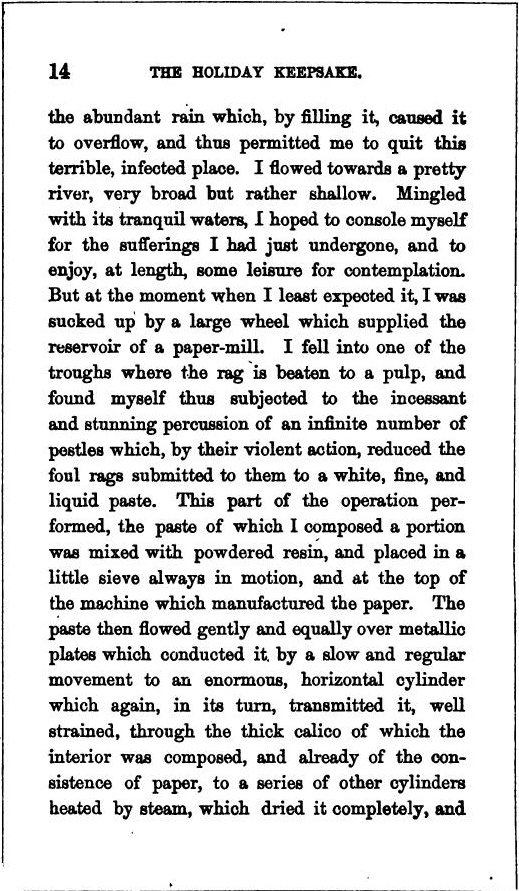 14 THE HOLIDAY KEEPSAKE.
the abundant rain which, by filling it, caused it
to overflow, and thus permitted me to quit this
terrible, infected place. I flowed towards a pretty
river, very broad but rather shallow. Mingled
with its tranquil waters, I hoped to console myself
for the sufferings I had just undergone, and to
enjoy, at length, some leisure for contemplation.
But at the moment when I least expected it, I was
sucked up by a large wheel which supplied the
reservoir of a paper-mill. I fell into one of the
troughs where the rag is beaten to a pulp, and
found myself thus subjected to the incessant
and stunning percussion of an infinite number of
pestles which, by their violent action, reduced the
foul rags submitted to them to a white, fine, and
liquid paste. This part of the operation per-
formed, the paste of which I composed a portion
was mixed with powdered resin, and placed in a
little sieve always in motion, and at the top of
the machine which manufactured the paper. The
paste then flowed gently and equally over metallic
plates which conducted it by a slow and regular
movement to an enormous, horizontal cylinder
which again, in its turn, transmitted it, well
strained, through the thick calico of which the
interior was composed, and already of the con-
sistence of paper, to a series of other cylinders
heated by steam, which dried it completely, and